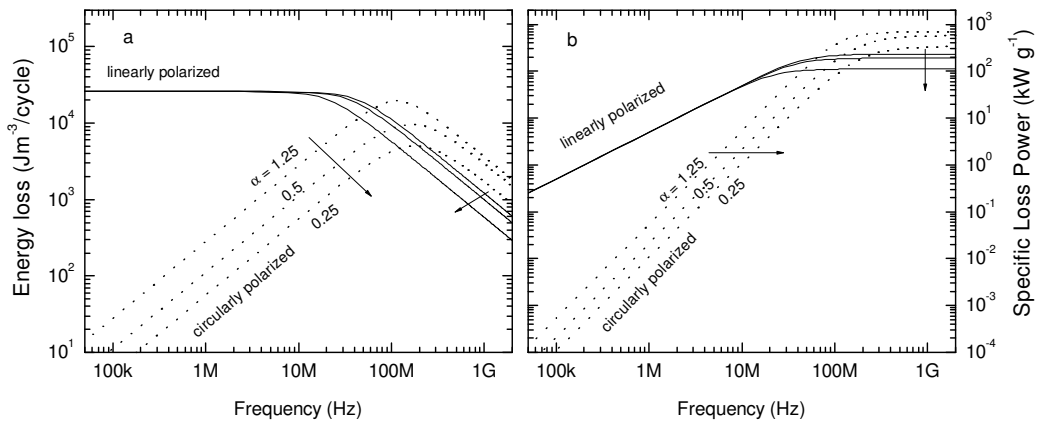 a
linearly polarized
α = 1.25
0.5
0.25
circularly polarized
10⁵
10⁴
10³
10²
10¹
Energy loss (Jm⁻³/cycle)
100k 1M 10M 100M 1G
Frequency (Hz)
b
linearly polarized
α = 1.25
0.5
0.25
circularly polarized
10³
10²
10¹
10⁰
10⁻¹
10⁻²
10⁻³
10⁻⁴
Specific Loss Power (kW g⁻¹)
100k 1M 10M 100M 1G
Frequency (Hz)